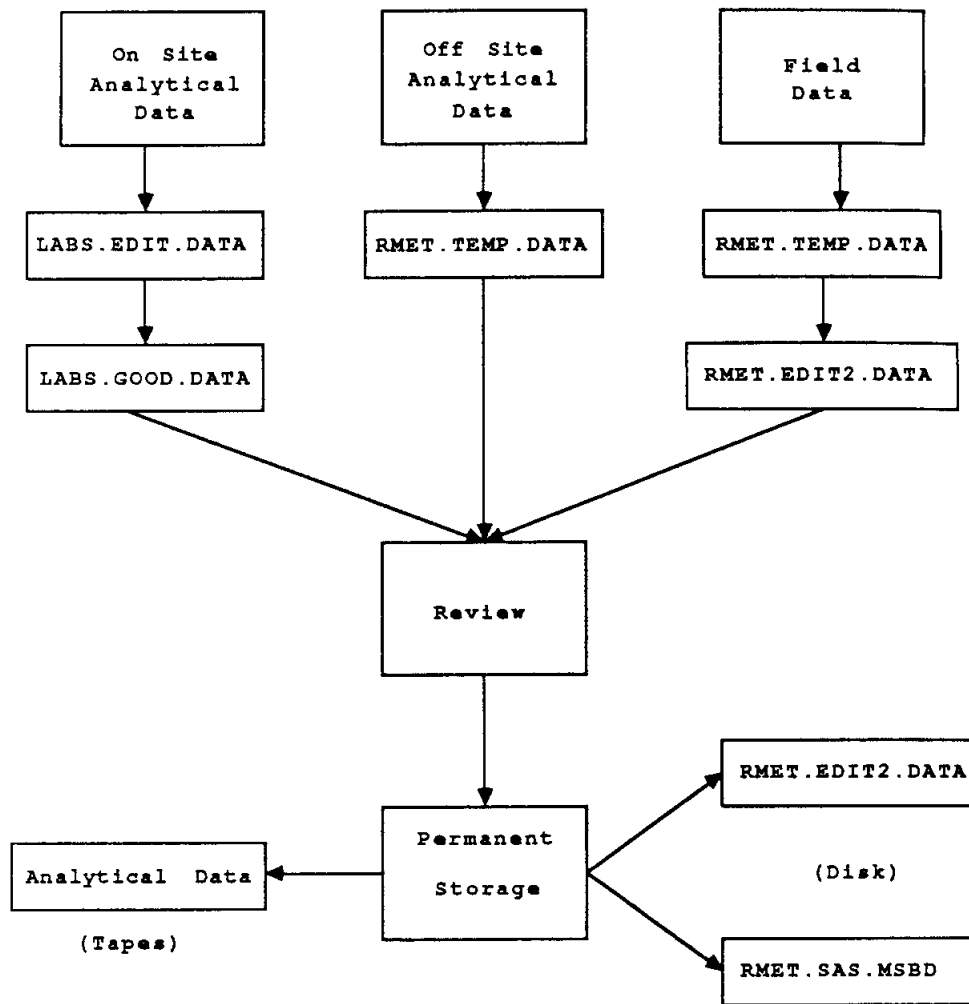 On Site
Analytical
Data
Off Site
Analytical
Data
Field
Data
LABS.EDIT.DATA
RMET.TEMP.DATA
RMET.TEMP.DATA
LABS.GOOD.DATA
RMET.EDIT2.DATA
Review
Permanent
Storage
RMET.EDIT2.DATA
Analytical Data
(Disk)
(Tapes)
RMET.SAS.MSBD